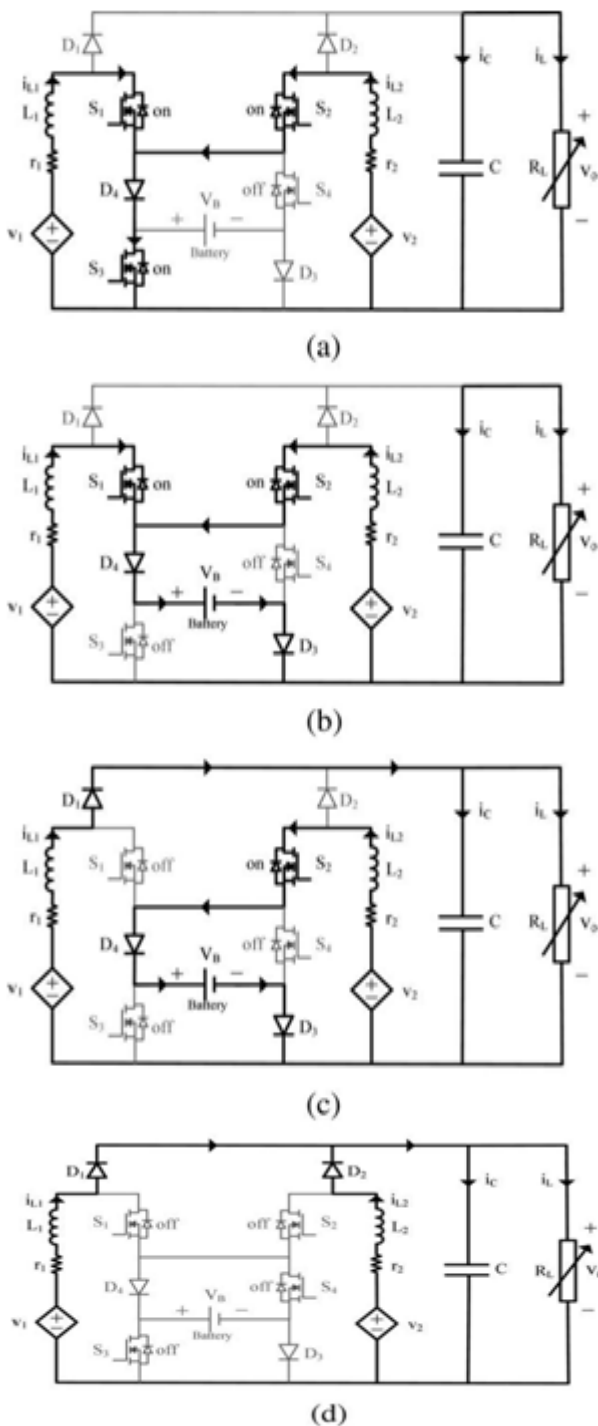 D1 D2 iC iL
iL1 iL2 +
L1 S1 on on S2 L2
r1 r2 C RL vo
D4 off S4
+ VB −
v1 Battery v2 −
S3 on D3
(a)
D1 D2 iC iL
iL1 iL2 +
L1 S1 on on S2 L2
r1 r2 C RL vo
D4 off S4
+ VB −
v1 Battery v2 −
S3 off D3
(b)
D1 D2 iC iL
iL1 iL2 +
L1 S1 off on S2 L2
r1 r2 C RL vo
D4 off S4
+ VB −
v1 Battery v2 −
S3 off D3
(c)
D1 D2 iC iL
iL1 iL2 +
L1 S1 off off S2 L2
r1 r2 C RL
D4 off S4
+ VB −
v1 Battery v2 −
S3 off D3
(d)